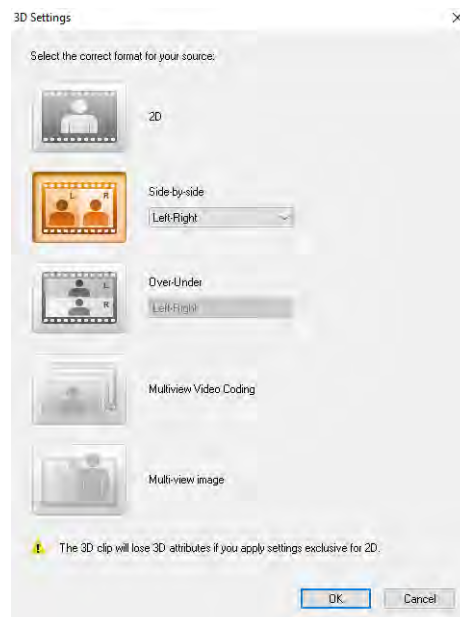 3D Settings
Select the correct format for your source:
2D
L R
Side-by-side
Left-Right
L
R
Over-Under
Left-Right
Multiview Video Coding
Multi-view image
The 3D clip will lose 3D attributes if you apply settings exclusive for 2D.
OK Cancel